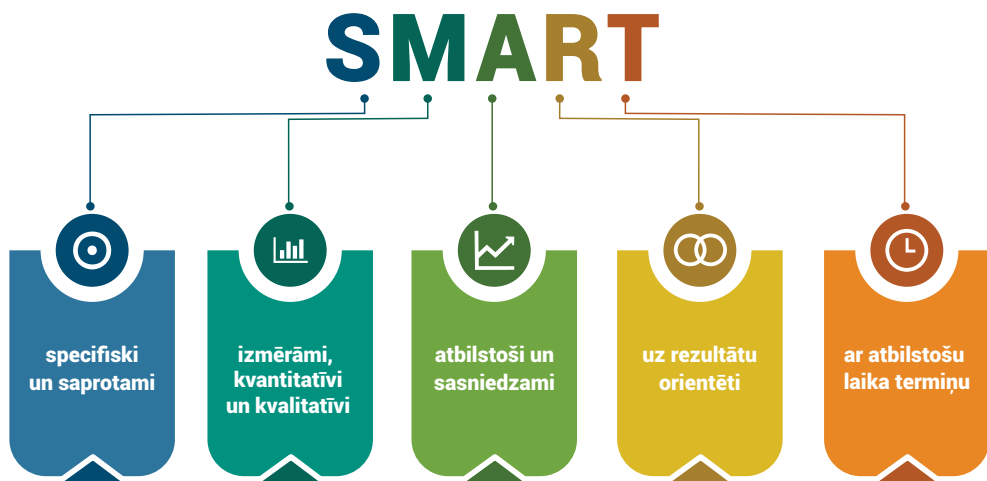 SMART
specifiski
un saprotami
izmērāmi,
kvantitatīvi
un kvalitatīvi
atbilstoši un
sasniedzami
uz rezultātu
orientēti
ar atbilstošu
laika termiņu